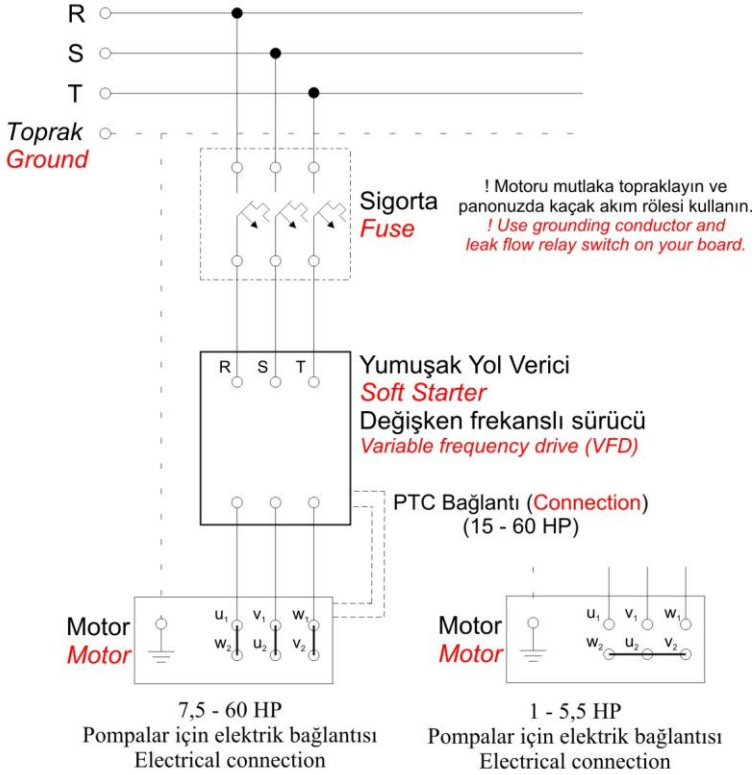 R
S
T
Toprak
Ground
Sigorta
Fuse
! Motoru mutlaka topraklayın ve
panonuzda kaçak akım rölesi kullanın.
! Use grounding conductor and
leak flow relay switch on your board.
R S T
Yumuşak Yol Verici
Soft Starter
Değişken frekanslı sürücü
Variable frequency drive (VFD)
PTC Bağlantı (Connection)
(15 - 60 HP)
Motor
Motor
u₁ v₁ w₁
w₂ u₂ v₂
7,5 - 60 HP
Pompalar için elektrik bağlantısı
Electrical connection
Motor
Motor
u₁ v₁ w₁
w₂ u₂ v₂
1 - 5,5 HP
Pompalar için elektrik bağlantısı
Electrical connection